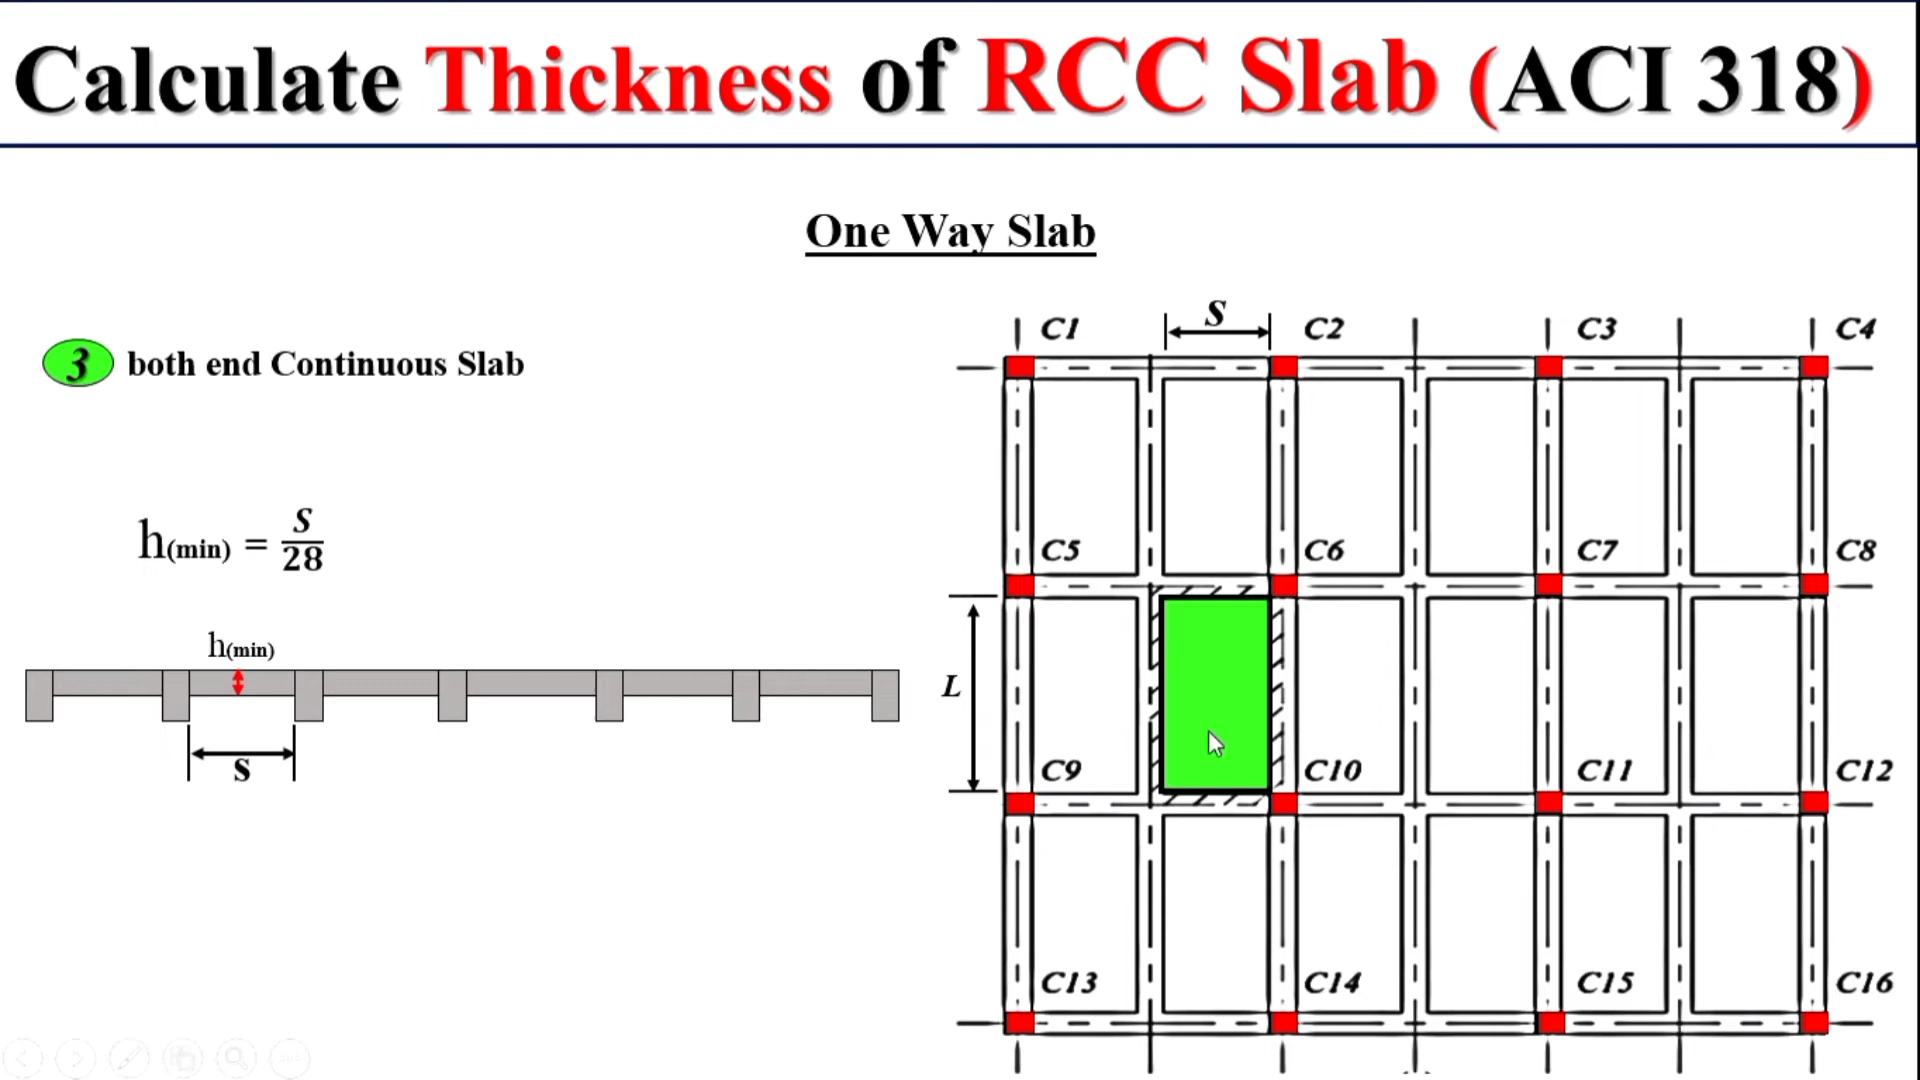 Calculate Thickness of RCC Slab (ACI 318)
One Way Slab
3 both end Continuous Slab
h(min) = S/28
h(min)
S
S
L
C1 C2 C3 C4
C5 C6 C7 C8
C9 C10 C11 C12
C13 C14 C15 C16